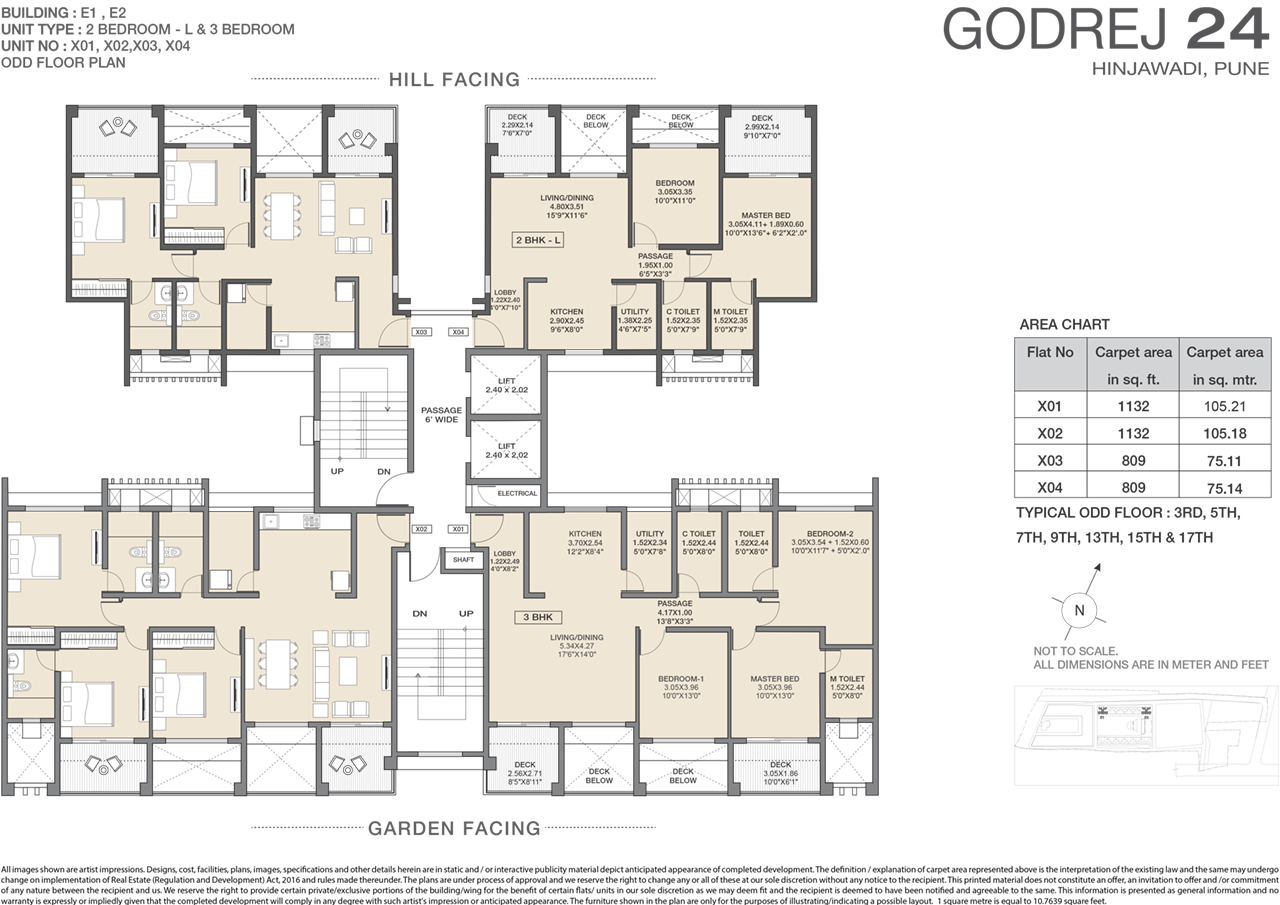 BUILDING : E1 , E2
UNIT TYPE : 2 BEDROOM - L & 3 BEDROOM
UNIT NO : X01, X02,X03, X04
ODD FLOOR PLAN
GODREJ 24
HINJAWADI, PUNE
HILL FACING
DECK
2.29X2.14
7'6"X7'0"
DECK
BELOW
DECK
BELOW
DECK
2.99X2.14
9'10"X7'0"
LIVING/DINING
4.80X3.51
15'9"X11'6"
BEDROOM
3.05X3.35
10'0"X11'0"
MASTER BED
3.05X4.11+ 1.89X0.60
10'0"X13'6"+ 6'2"X2'.0"
2 BHK - L
PASSAGE
1.95X1.00
6'5"X3'3"
LOBBY
1.22X2.40
4'0"X7'10"
KITCHEN
2.90X2.45
9'6"X8'0"
UTILITY
1.38X2.25
4'6"X7'5"
C TOILET
1.52X2.35
5'0"X7'9"
M TOILET
1.52X2.35
5'0"X7'9"
X03
X04
LIFT
2.40 x 2.02
PASSAGE
6' WIDE
LIFT
2.40 x 2.02
UP
DN
ELECTRICAL
X02
X01
SHAFT
DN
UP
LOBBY
1.22X2.49
4'0"X8'2"
KITCHEN
3.70X2.54
12'2"X8'4"
UTILITY
1.52X2.34
5'0"X7'8"
C TOILET
1.52X2.44
5'0"X8'0"
TOILET
1.52X2.44
5'0"X8'0"
BEDROOM-2
3.05X3.54 + 1.52X0.60
10'0"X11'7" + 5'0"X2'.0"
3 BHK
PASSAGE
4.17X1.00
13'8"X3'3"
LIVING/DINING
5.34X4.27
17'6"X14'0"
BEDROOM-1
3.05X3.96
10'0"X13'0"
MASTER BED
3.05X3.96
10'0"X13'0"
M TOILET
1.52X2.44
5'0"X8'0"
DECK
2.56X2.71
8'5"X8'11"
DECK
BELOW
DECK
BELOW
DECK
3.05X1.86
10'0"X6'1"
GARDEN FACING
AREA CHART
Flat No Carpet area in sq. ft. Carpet area in sq. mtr.
X01 1132 105.21
X02 1132 105.18
X03 809 75.11
X04 809 75.14
TYPICAL ODD FLOOR : 3RD, 5TH,
7TH, 9TH, 13TH, 15TH & 17TH
N
NOT TO SCALE.
ALL DIMENSIONS ARE IN METER AND FEET
All images shown are artist impressions. Designs, cost, facilities, plans, images, specifications and other details herein are in static and / or interactive publicity material depict anticipated appearance of completed development. The definition / explanation of carpet area represented above is the interpretation of the existing law and the same may undergo
change on implementation of Real Estate (Regulation and Development) Act, 2016 and rules made thereunder. The plans are under process of approval and we reserve the right to change any or all of these at our sole discretion without any notice to the recipient. This printed material does not constitute an offer, an invitation to offer and /or commitment
of any nature between the recipient and us. We reserve the right to provide certain private/exclusive portions of the building/wing for the benefit of certain flats/ units in our sole discretion as we may deem fit and the recipient is deemed to have been notified and agreeable to the same. This information is presented as general information and no
warranty is expressly or impliedly given that the completed development will comply in any degree with such artist's impression or anticipated appearance. The furniture shown in the plan are only for the purposes of illustrating/indicating a possible layout. 1 square metre is equal to 10.7639 square feet.